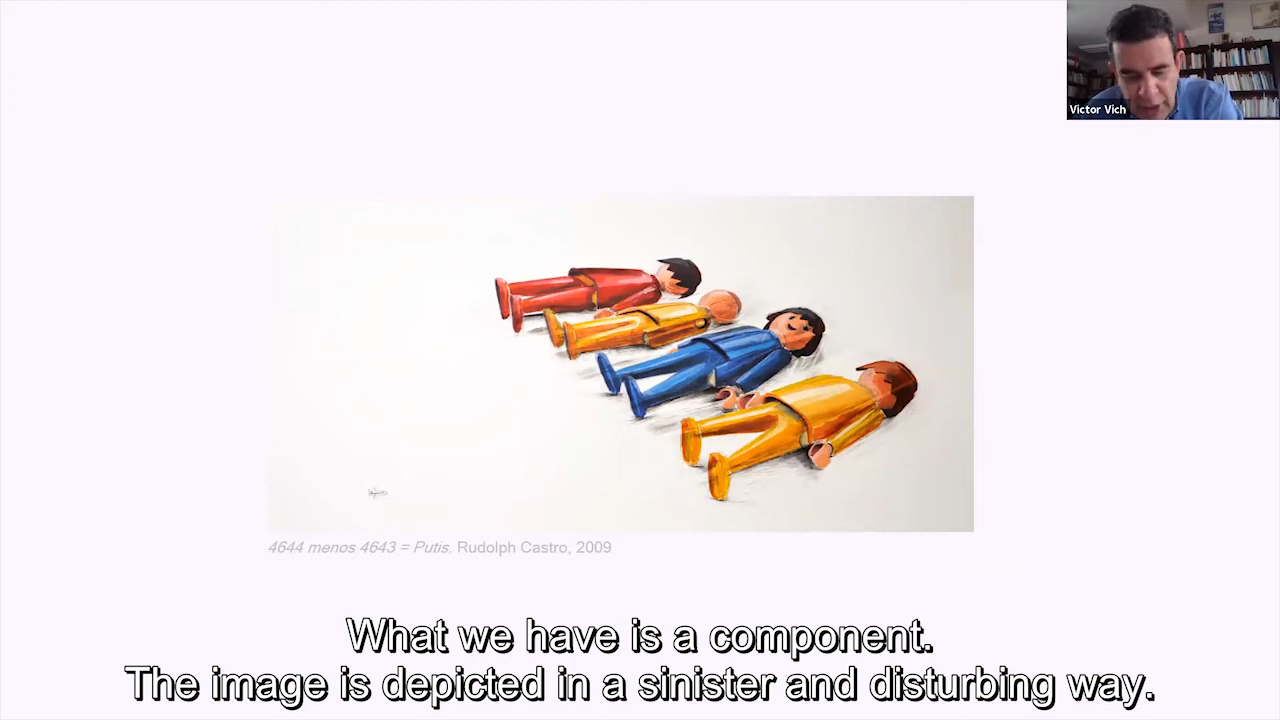 Victor Vich
4644 menos 4643 = Putis. Rudolph Castro, 2009
What we have is a component.
The image is depicted in a sinister and disturbing way.